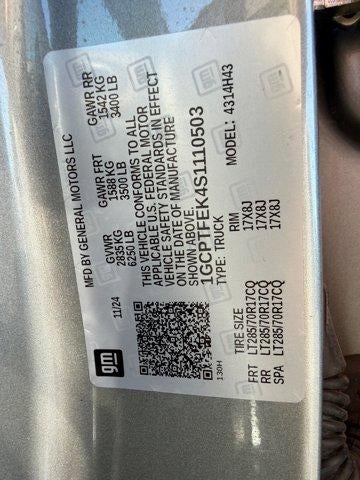 MFD BY GENERAL MOTORS LLC
11/24
GVWR GAWR FRT GAWR RR
2835 KG 1588 KG 1542 KG
6250 LB 3500 LB 3400 LB
THIS VEHICLE CONFORMS TO ALL
APPLICABLE U.S. FEDERAL MOTOR
VEHICLE SAFETY STANDARDS IN EFFECT
ON THE DATE OF MANUFACTURE
SHOWN ABOVE.
1GCPTFEK4S1110503
TYPE: TRUCK MODEL: 4314H43
gm
130H
TIRE SIZE RIM
FRT LT285/70R17CQ 17X8J
RR LT285/70R17CQ 17X8J
SPA LT285/70R17CQ 17X8J